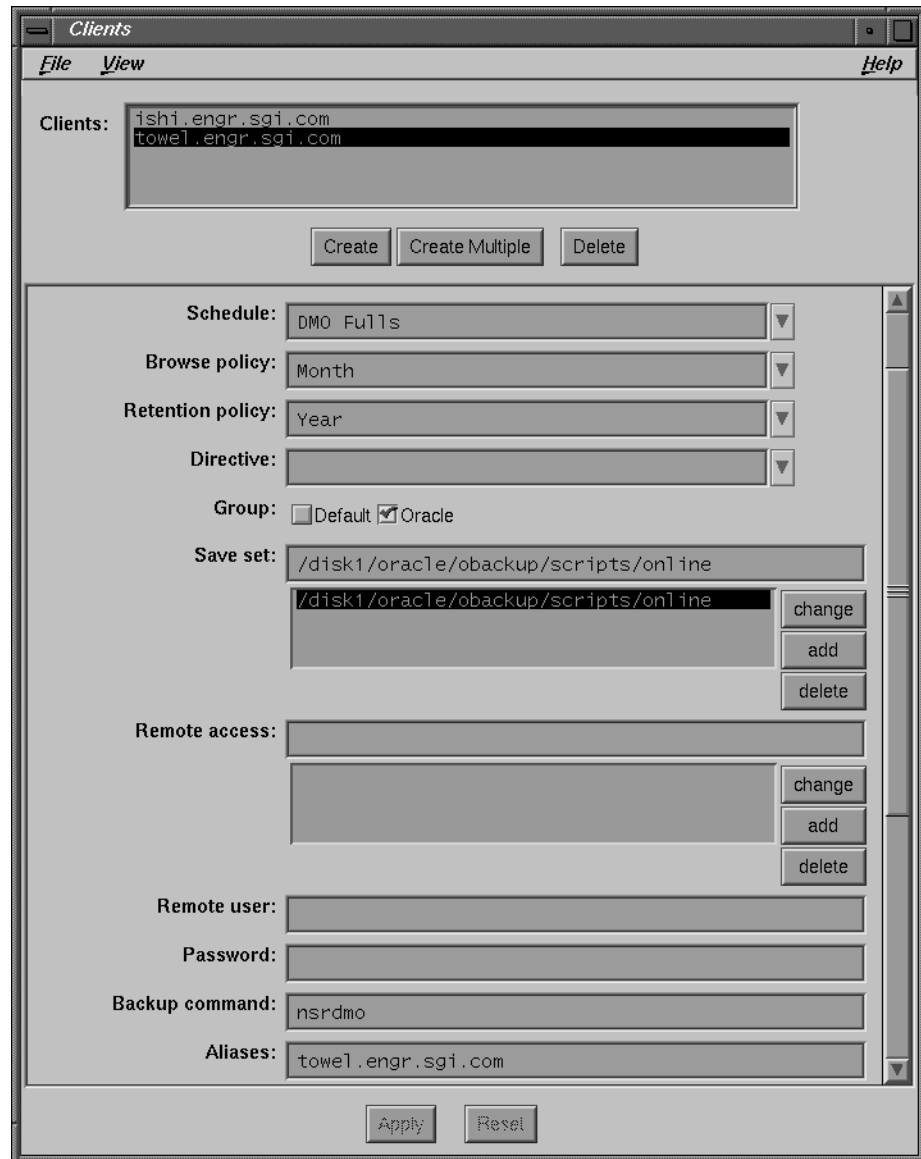 Clients
File View Help
Clients:
ishi.engr.sgi.com
towel.engr.sgi.com
Create Create Multiple Delete
Schedule: DMO Fulls
Browse policy: Month
Retention policy: Year
Directive:
Group: Default Oracle
Save set: /disk1/oracle/obackup/scripts/online
/disk1/oracle/obackup/scripts/online
change
add
delete
Remote access:
change
add
delete
Remote user:
Password:
Backup command: nsrdmo
Aliases: towel.engr.sgi.com
Apply Reset